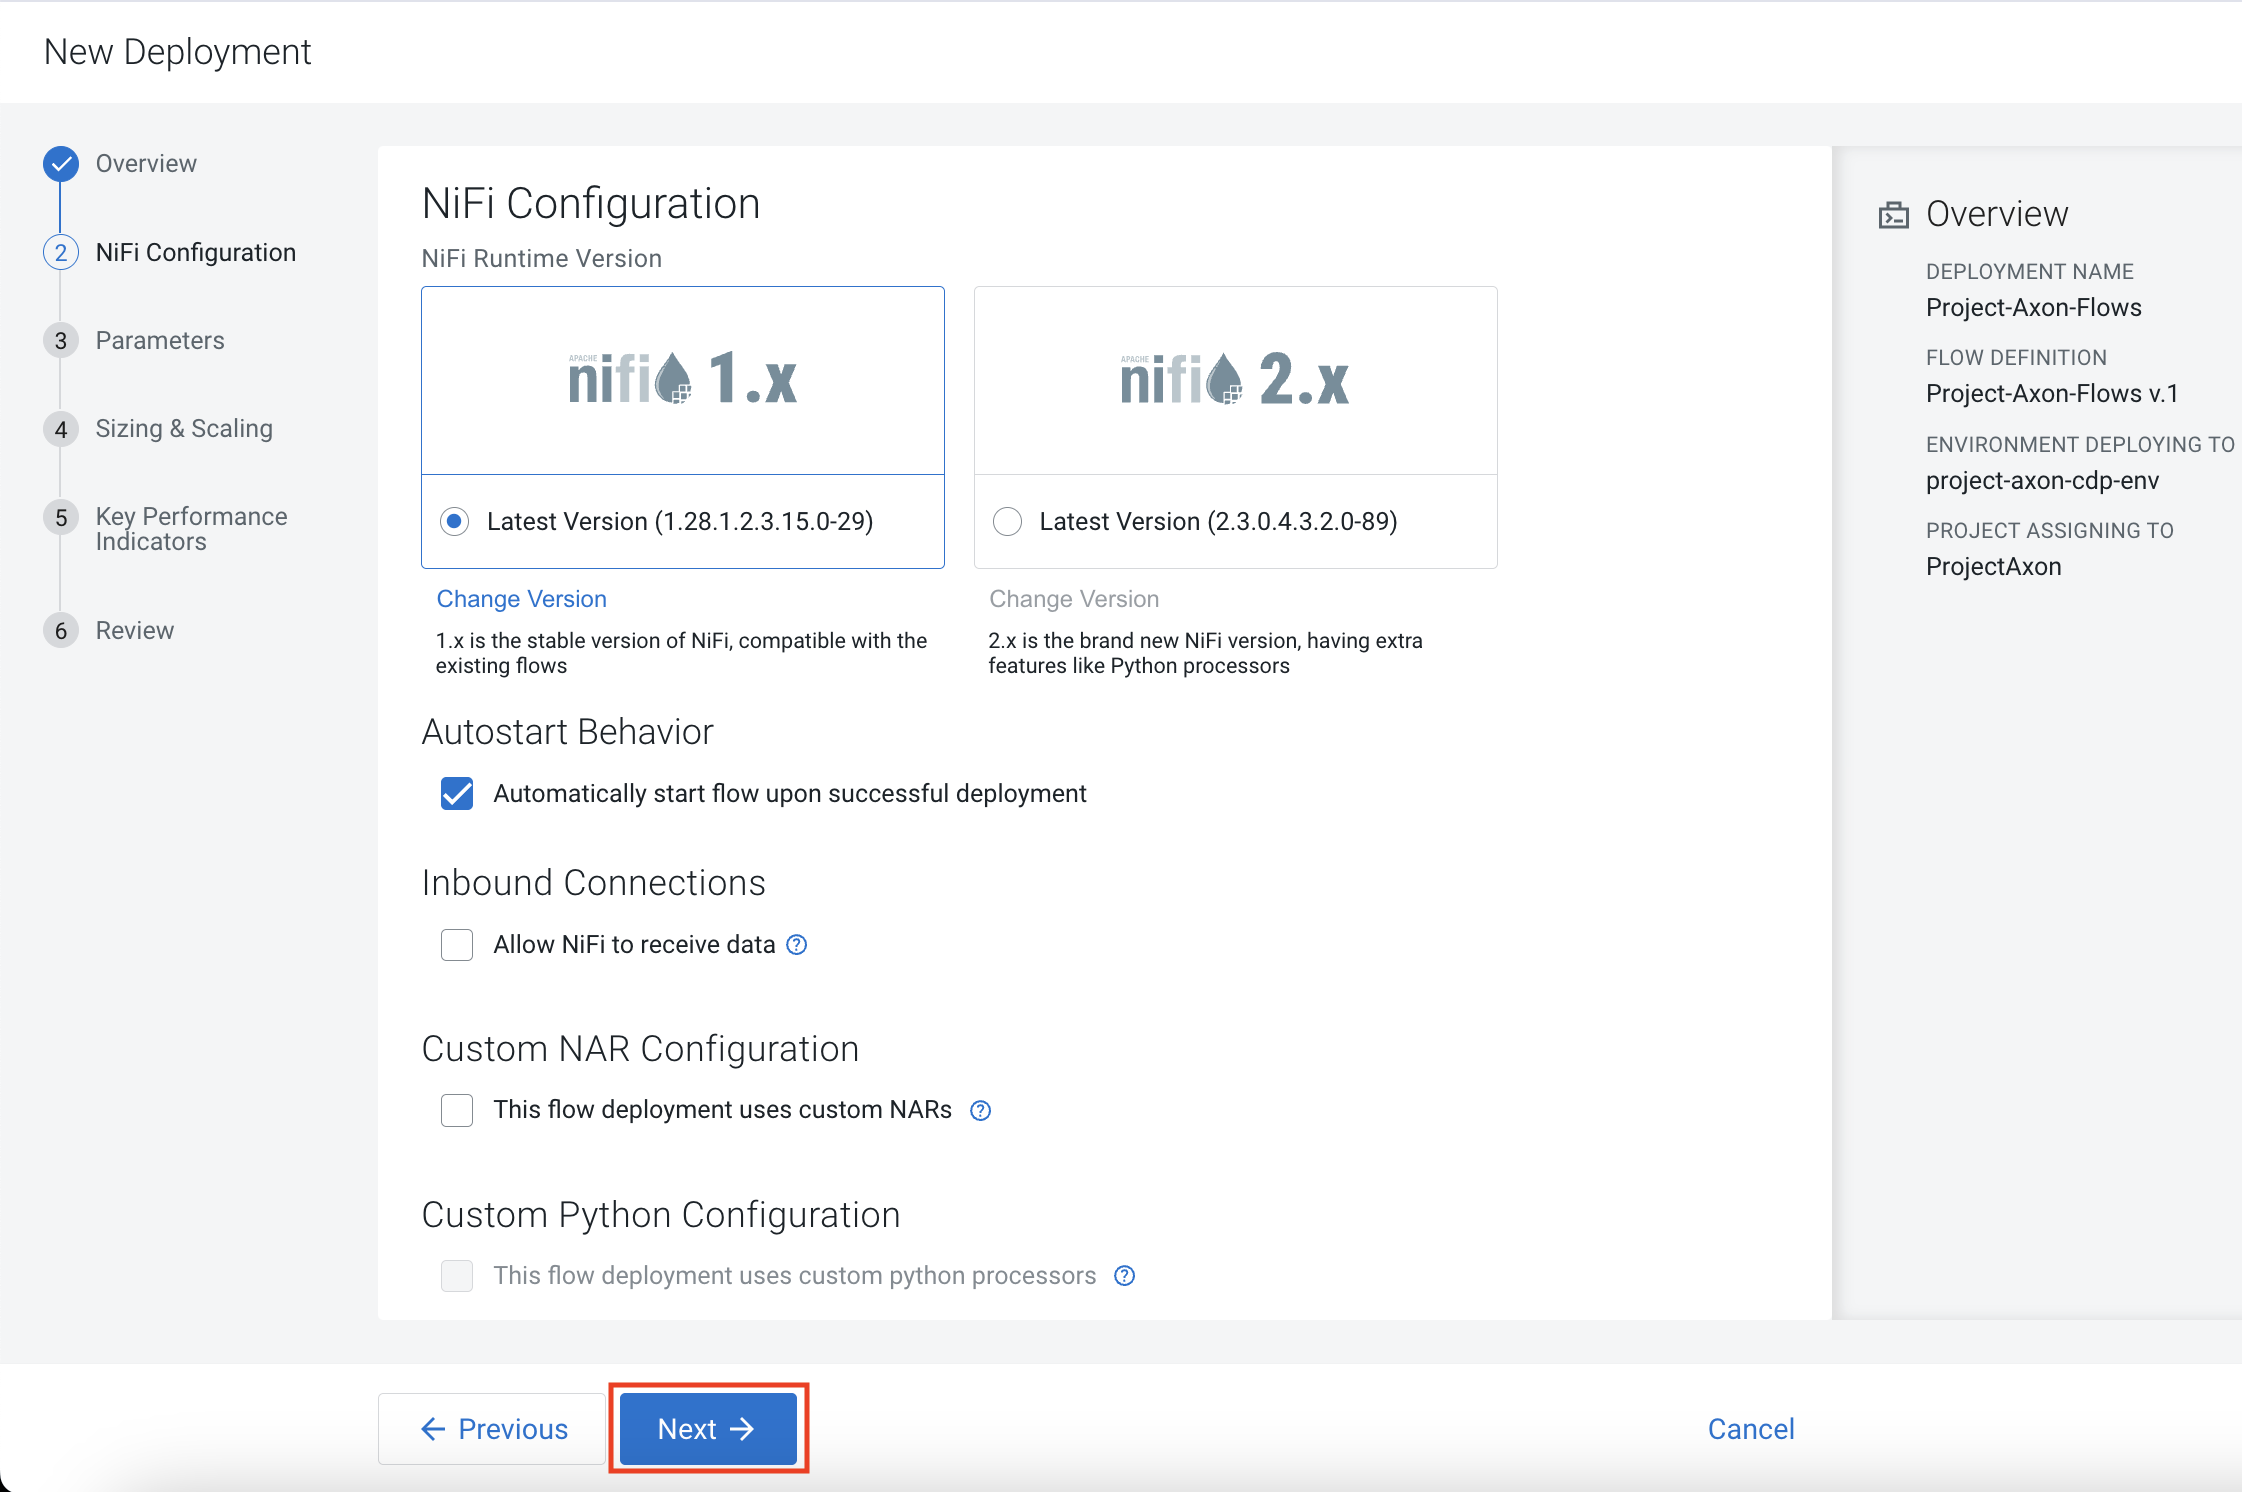 New Deployment
Overview
2 NiFi Configuration
3 Parameters
4 Sizing & Scaling
5 Key Performance
Indicators
6 Review
NiFi Configuration
NiFi Runtime Version
APACHE
nifi 1.x
Latest Version (1.28.1.2.3.15.0-29)
Change Version
1.x is the stable version of NiFi, compatible with the
existing flows
APACHE
nifi 2.x
Latest Version (2.3.0.4.3.2.0-89)
Change Version
2.x is the brand new NiFi version, having extra
features like Python processors
Autostart Behavior
Automatically start flow upon successful deployment
Inbound Connections
Allow NiFi to receive data ?
Custom NAR Configuration
This flow deployment uses custom NARs ?
Custom Python Configuration
This flow deployment uses custom python processors ?
Overview
DEPLOYMENT NAME
Project-Axon-Flows
FLOW DEFINITION
Project-Axon-Flows v.1
ENVIRONMENT DEPLOYING TO
project-axon-cdp-env
PROJECT ASSIGNING TO
ProjectAxon
← Previous
Next →
Cancel